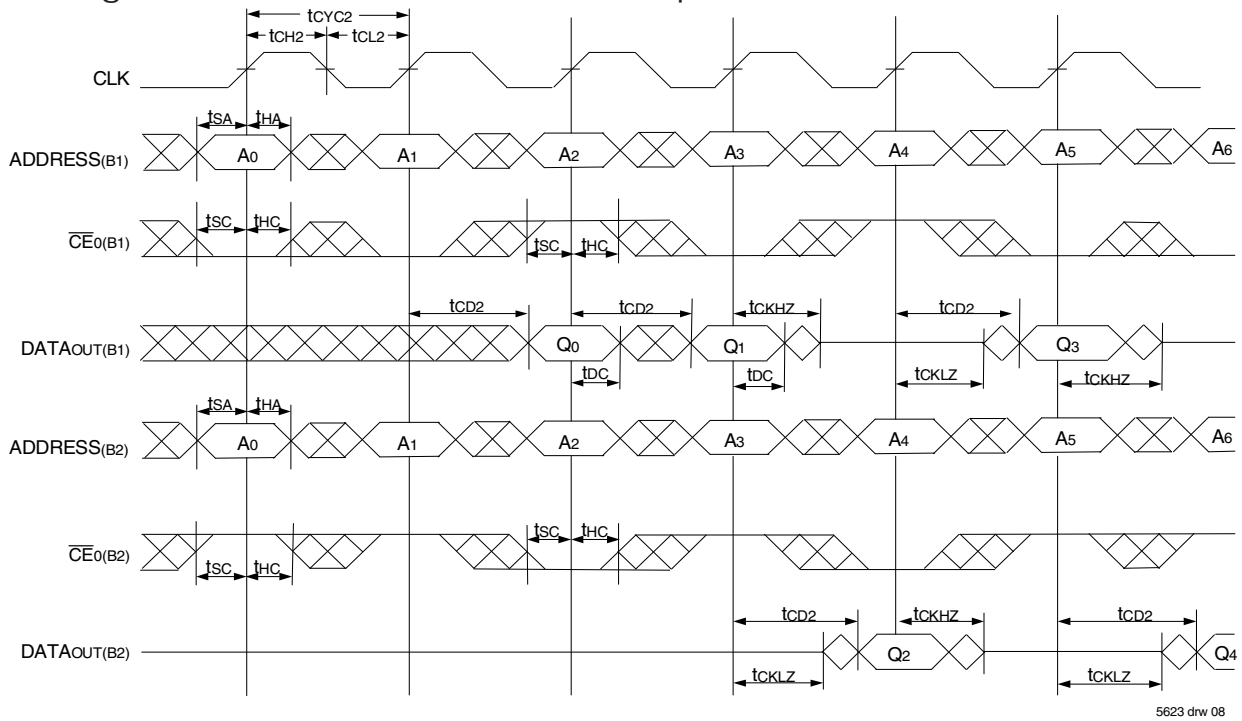 tCYC2
tCH2 tCL2
CLK
tSA tHA
ADDRESS(B1) A0 A1 A2 A3 A4 A5 A6
tSC tHC
CE0(B1)
tSC tHC
tCD2 tCD2 tCKHZ tCD2
DATAOUT(B1) Q0 Q1 Q3
tDC tDC tCKLZ tCKHZ
tSA tHA
ADDRESS(B2) A0 A1 A2 A3 A4 A5 A6
tSC tHC
CE0(B2)
tSC tHC
tCD2 tCKHZ tCD2
DATAOUT(B2) Q2 Q4
tCKLZ tCKLZ
5623 drw 08